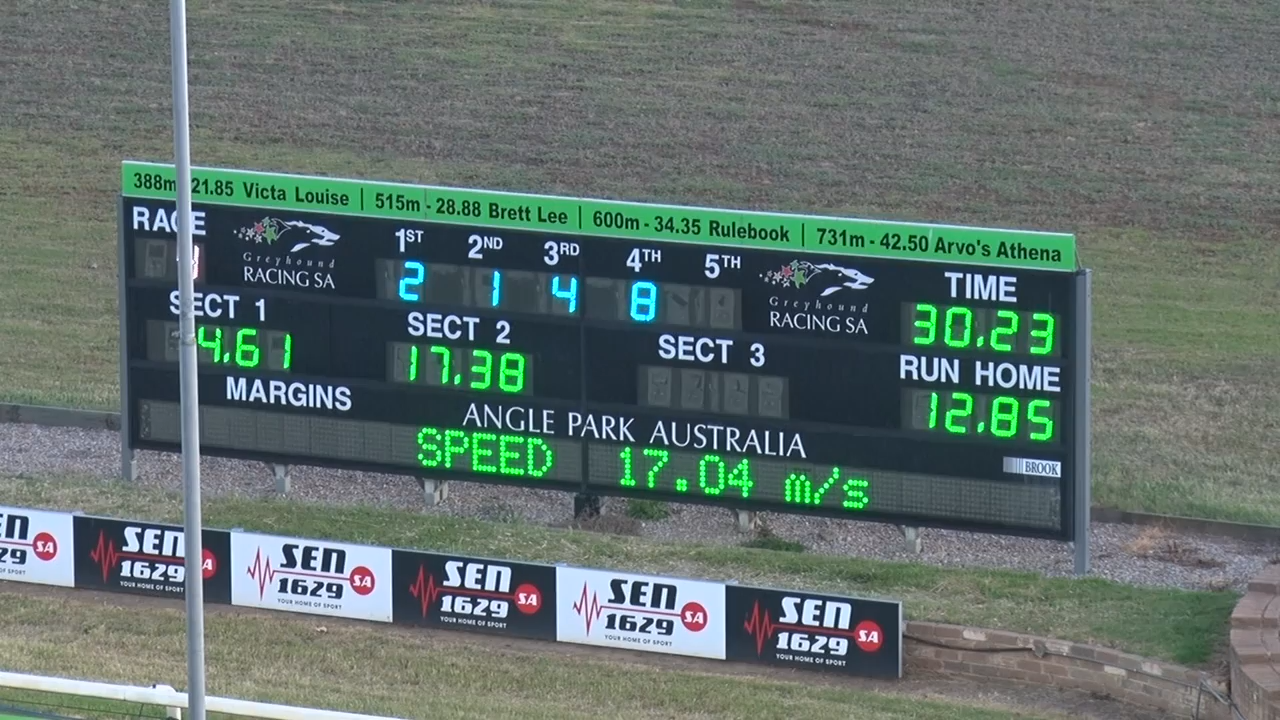 388m 21.85 Victa Louise | 515m - 28.88 Brett Lee | 600m - 34.35 Rulebook | 731m - 42.50 Arvo's Athena
RACE
Greyhound
RACING SA
1ST 2ND 3RD 4TH 5TH
2 1 4 8
Greyhound
RACING SA
TIME
30.23
SECT 1
4.61
SECT 2
17.38
SECT 3
RUN HOME
12.85
MARGINS
ANGLE PARK AUSTRALIA
SPEED 17.04 m/s
BROOK
EN
29 SA
SEN
1629 SA
YOUR HOME OF SPORT
SEN
1629 SA
YOUR HOME OF SPORT
SEN
1629 SA
YOUR HOME OF SPORT
SEN
1629 SA
YOUR HOME OF SPORT
SEN
1629 SA
YOUR HOME OF SPORT